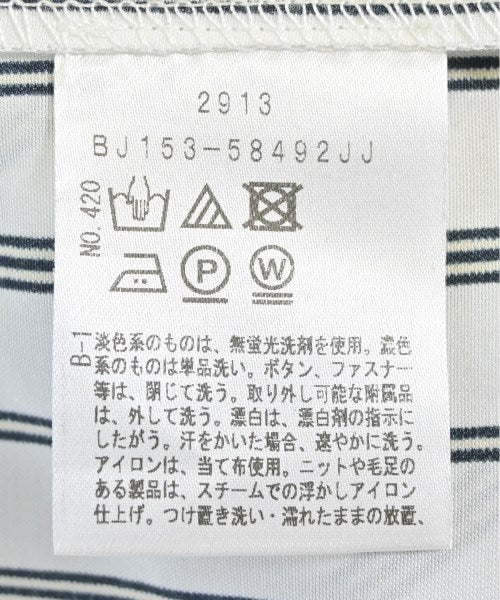 2913
BJ153-58492JJ
NO. 420
P
W
B-1
淡色系のものは、無蛍光洗剤を使用。濃色
系のものは単品洗い。ボタン、ファスナー
等は、閉じて洗う。取り外し可能な附属品
は、外して洗う。漂白は、漂白剤の指示に
したがう。汗をかいた場合、速やかに洗う。
アイロンは、当て布使用。ニットや毛足の
ある製品は、スチームでの浮かしアイロン
仕上げ。つけ置き洗い・濡れたままの放置、